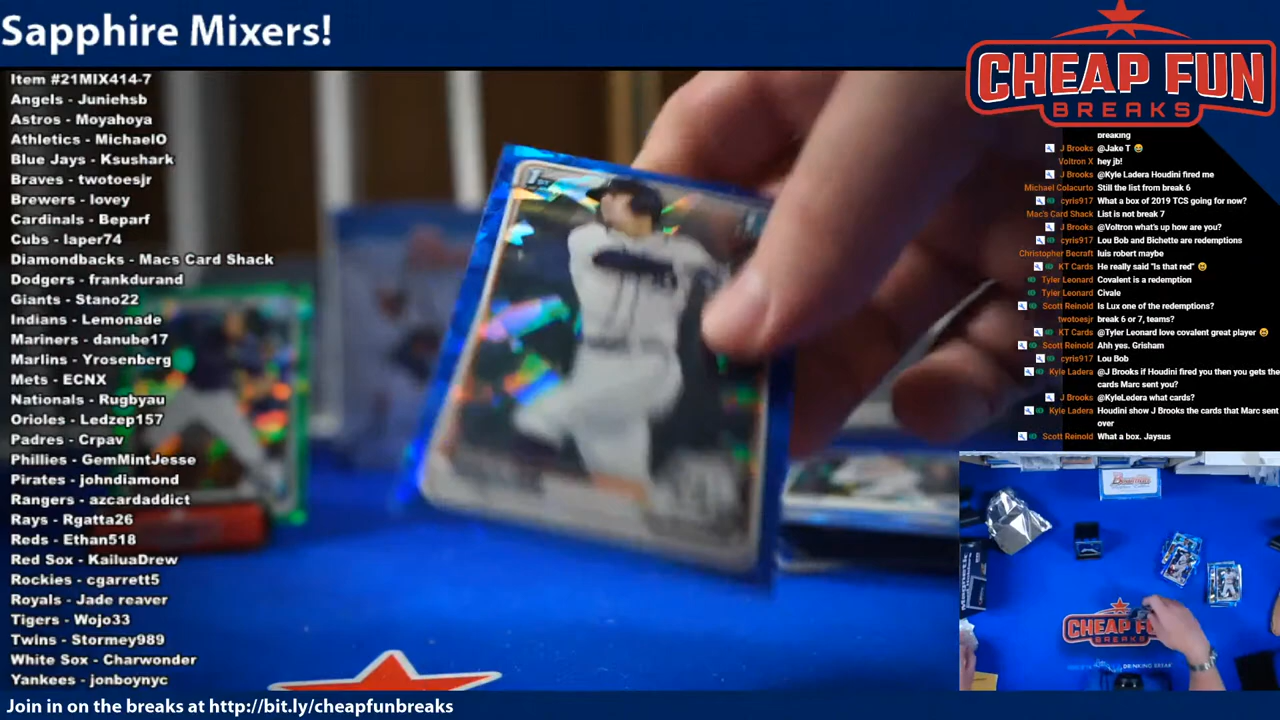 Sapphire Mixers!
Item #21MIX414-7
Angels - Juniehsb
Astros - Moyahoya
Athletics - MichaelO
Blue Jays - Ksushark
Braves - twotoesjr
Brewers - lovey
Cardinals - Beparf
Cubs - laper74
Diamondbacks - Macs Card Shack
Dodgers - frankdurand
Giants - Stano22
Indians - Lemonade
Mariners - danube17
Marlins - Yrosenberg
Mets - ECNX
Nationals - Rugbyau
Orioles - Ledzep157
Padres - Crpav
Phillies - GemMintJesse
Pirates - johndiamond
Rangers - azcardaddict
Rays - Rgatta26
Reds - Ethan518
Red Sox - KailuaDrew
Rockies - cgarrett5
Royals - Jade reaver
Tigers - Wojo33
Twins - Stormey989
White Sox - Charwonder
Yankees - jonboynyc
Join in on the breaks at http://bit.ly/cheapfunbreaks
1st
CHEAP FUN
BREAKS
breaking
J Brooks @Jake T 😅
Voltron X hey jb!
J Brooks @Kyle Ladera Houdini fired me
Michael Colacurto Still the list from break 6
cyris917 What a box of 2019 TCS going for now?
Mac's Card Shack List is not break 7
J Brooks @Voltron what's up how are you?
cyris917 Lou Bob and Bichette are redemptions
Christopher Becraft luis robert maybe
KT Cards He really said "Is that red" 😆
Tyler Leonard Covalent is a redemption
Tyler Leonard Civale
Scott Reinold Is Lux one of the redemptions?
twotoesjr break 6 or 7, teams?
KT Cards @Tyler Leonard love covalent great player 😆
Scott Reinold Ahh yes. Grisham
cyris917 Lou Bob
Kyle Ladera @J Brooks if Houdini fired you then you gets the
cards Marc sent you?
J Brooks @KyleLedera what cards?
Kyle Ladera Houdini show J Brooks the cards that Marc sent
over
Scott Reinold What a box. Jaysus
CHEAP FU
BREAKS
DRINKING BREAK